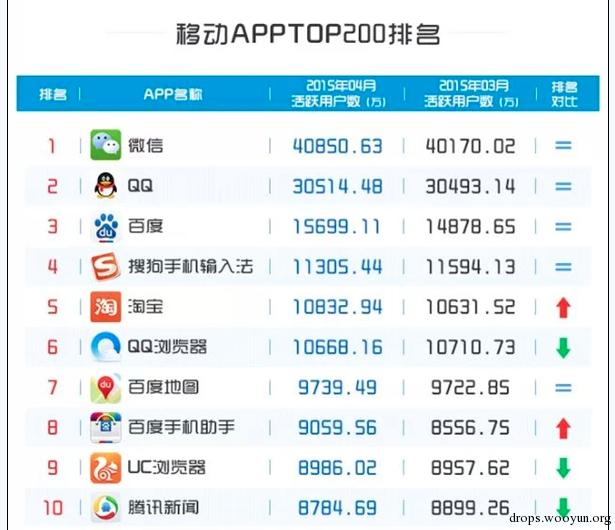 移动APPTOP200排名
排名 APP名称 2015年04月 活跃用户数(万) 2015年03月 活跃用户数(万) 排名对比
1 微信 40850.63 40170.02 =
2 QQ 30514.48 30493.14 =
3 百度 15699.11 14878.65 =
4 搜狗手机输入法 11305.44 11594.13 =
5 淘宝 10832.94 10631.52
6 QQ浏览器 10668.16 10710.73
7 百度地图 9739.49 9722.85 =
8 百度手机助手 9059.56 8556.75
9 UC浏览器 8986.02 8957.62
10 腾讯新闻 8784.69 8899.26
drops.wooyun.org